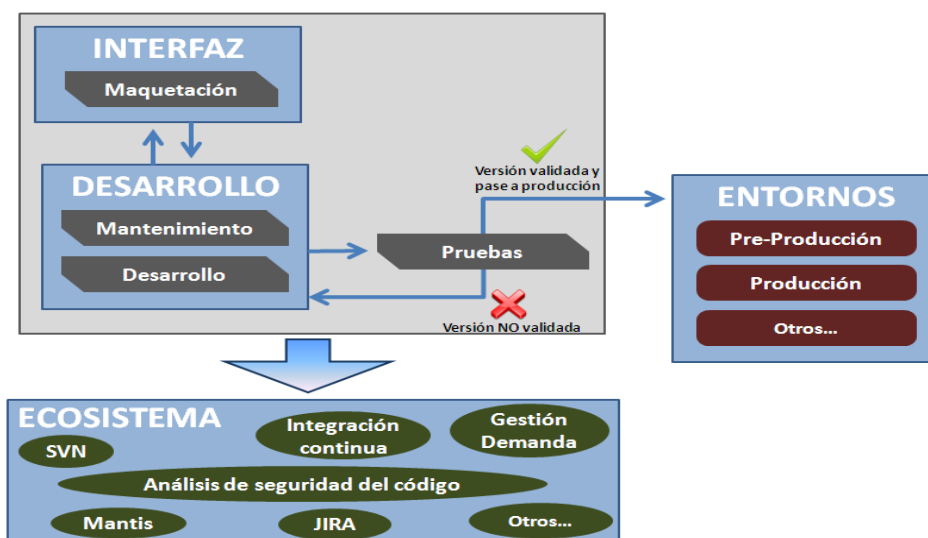 INTERFAZ
Maquetación
DESARROLLO
Mantenimiento
Desarrollo
Pruebas
Versión validada y
pase a producción
Versión NO validada
ENTORNOS
Pre-Producción
Producción
Otros...
ECOSISTEMA
SVN
Integración
continua
Gestión
Demanda
Análisis de seguridad del código
Mantis
JIRA
Otros...